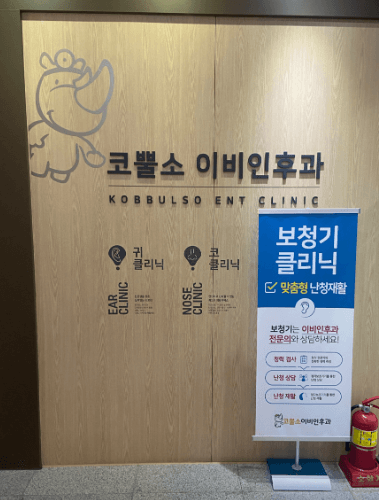 코뿔소 이비인후과
KOBBULSO ENT CLINIC
귀
클리닉
EAR
CLINIC
코
클리닉
NOSE
CLINIC
보청기
클리닉
맞춤형 난청재활
보청기는 이비인후과
전문의와 상담하세요!
청력 검사
난청 상담
난청 재활
코뿔소이비인후과